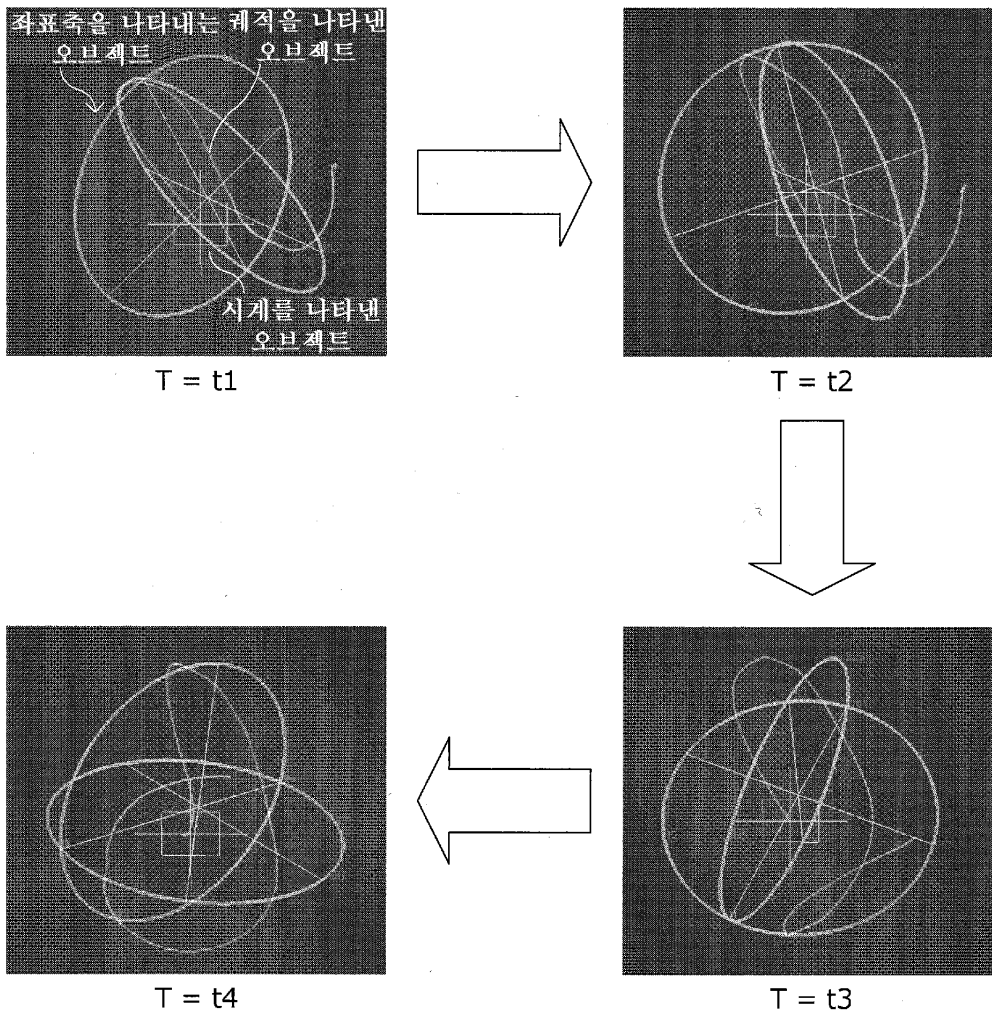 좌표축을 나타내는
오브젝트
궤적을 나타낸
오브젝트
시계를 나타낸
오브젝트
T = t1
T = t2
T = t4
T = t3